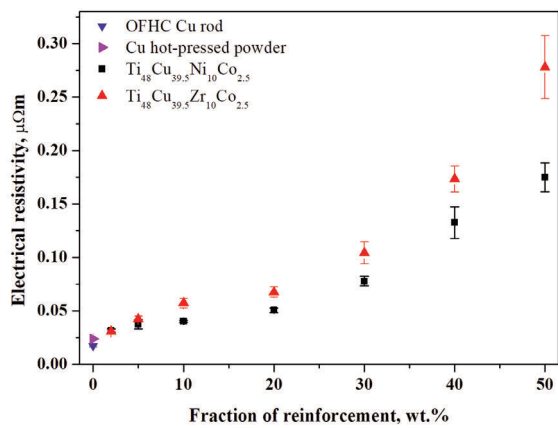 OFHC Cu rod
Cu hot-pressed powder
Ti48Cu39.5Ni10Co2.5
Ti48Cu39.5Zr10Co2.5
Electrical resistivity, μΩm
0.30
0.25
0.20
0.15
0.10
0.05
0.00
0 10 20 30 40 50
Fraction of reinforcement, wt.%